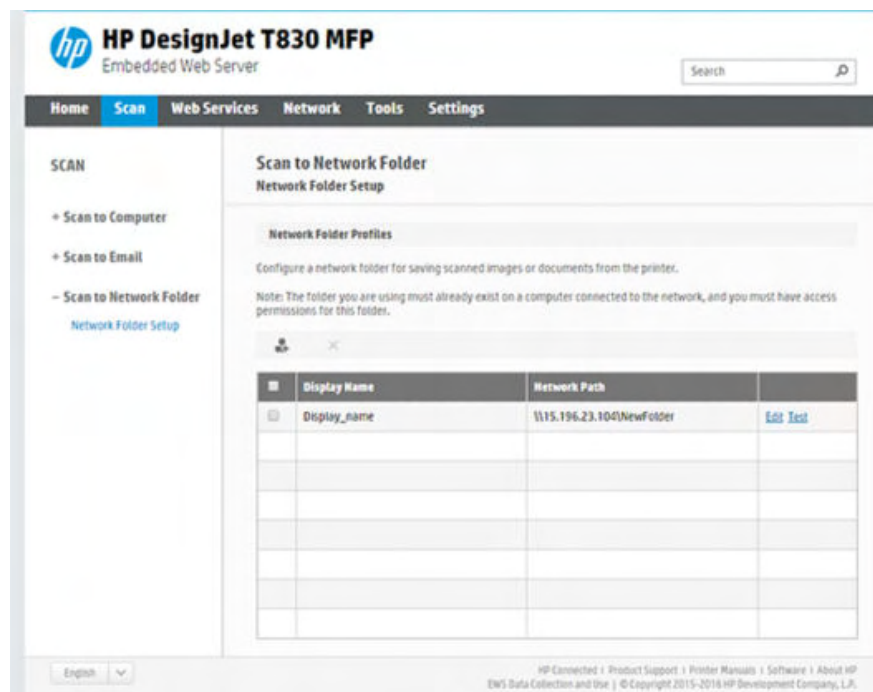 hp
HP DesignJet T830 MFP
Embedded Web Server
Search
Home Scan Web Services Network Tools Settings
SCAN
+ Scan to Computer
+ Scan to Email
– Scan to Network Folder
Network Folder Setup
Scan to Network Folder
Network Folder Setup
Network Folder Profiles
Configure a network folder for saving scanned images or documents from the printer.
Note: The folder you are using must already exist on a computer connected to the network, and you must have access
permissions for this folder.
Display Name Network Path
Display_name \\15.196.23.104\NewFolder Edit Test
English
HP Connected | Product Support | Printer Manuals | Software | About HP
EWS Data Collection and Use | © Copyright 2015-2016 HP Development Company, L.P.